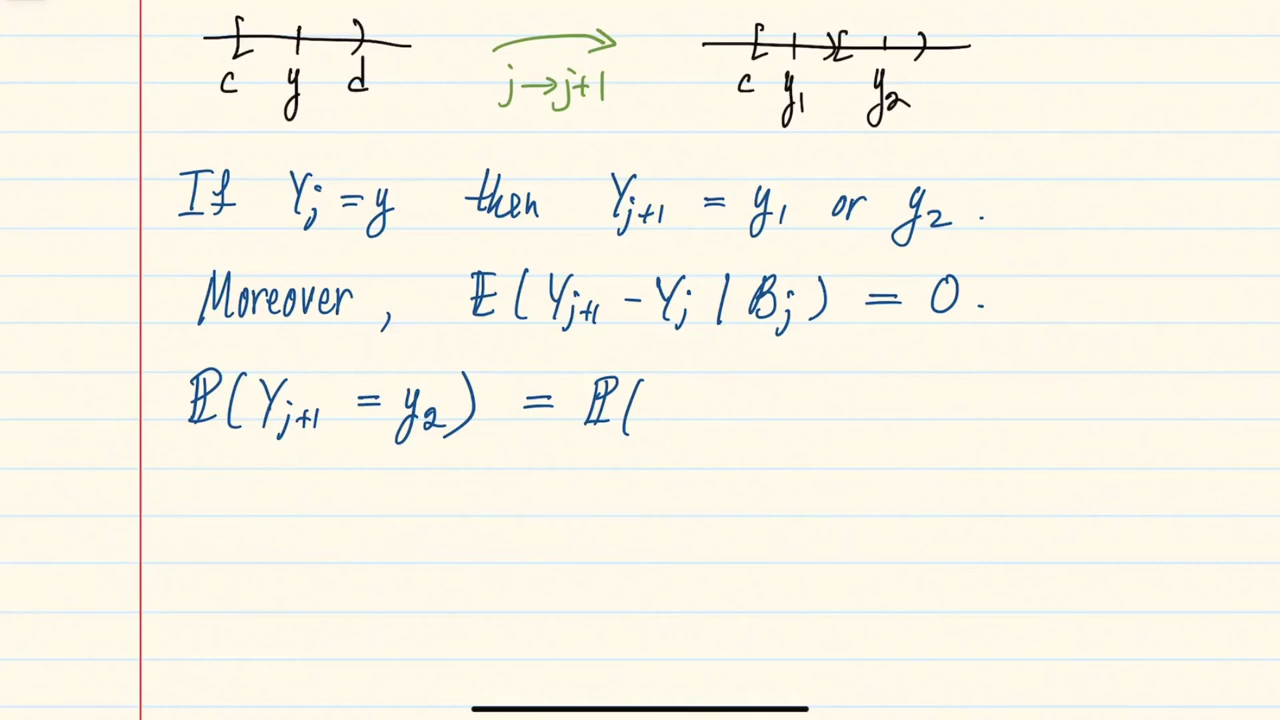 c y d j→j+1 c y₁ y₂
If Yⱼ = y then Yⱼ₊₁ = y₁ or y₂ .
Moreover , 𝔼 ( Yⱼ₊₁ - Yⱼ | Bⱼ ) = 0 .
ℙ( Yⱼ₊₁ = y₂ ) = ℙ(